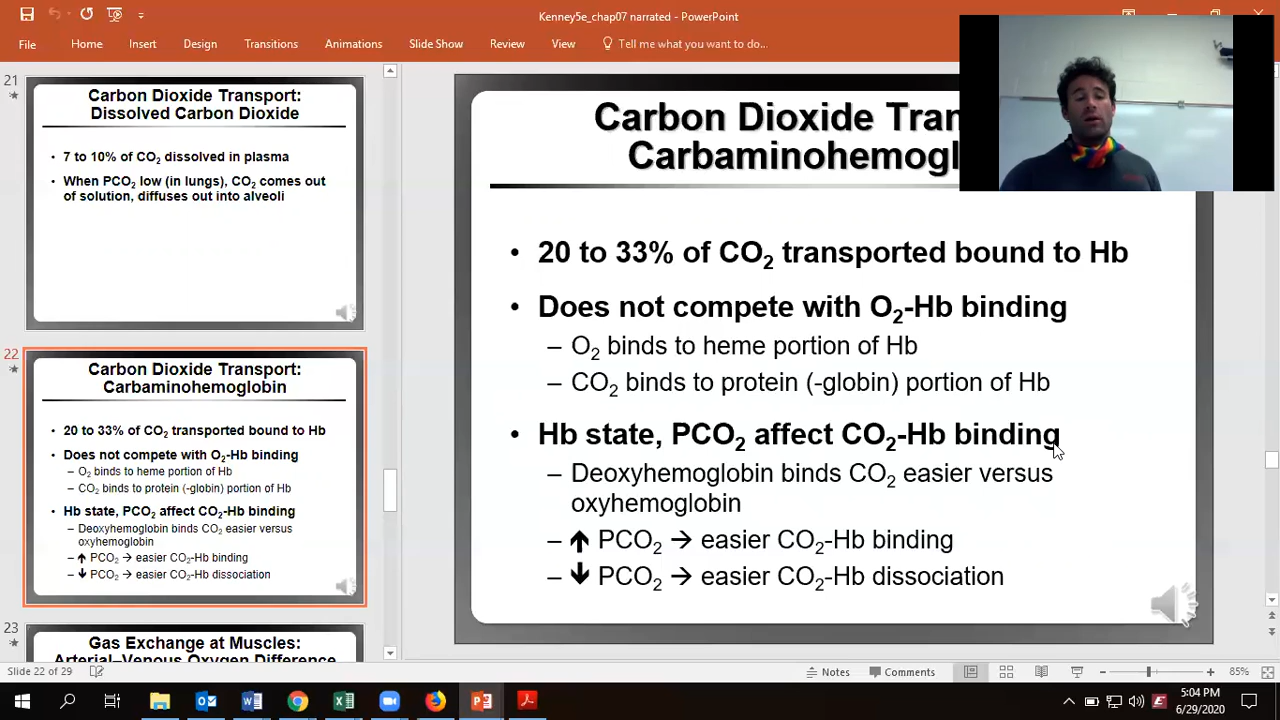 Kenney5e_chap07 narrated - PowerPoint
File Home Insert Design Transitions Animations Slide Show Review View Tell me what you want to do...
21
Carbon Dioxide Transport:
Dissolved Carbon Dioxide
• 7 to 10% of CO2 dissolved in plasma
• When PCO2 low (in lungs), CO2 comes out
of solution, diffuses out into alveoli
22
Carbon Dioxide Transport:
Carbaminohemoglobin
• 20 to 33% of CO2 transported bound to Hb
• Does not compete with O2-Hb binding
– O2 binds to heme portion of Hb
– CO2 binds to protein (-globin) portion of Hb
• Hb state, PCO2 affect CO2-Hb binding
– Deoxyhemoglobin binds CO2 easier versus
oxyhemoglobin
– ↑ PCO2 → easier CO2-Hb binding
– ↓ PCO2 → easier CO2-Hb dissociation
23
Gas Exchange at Muscles:
Arterial–Venous Oxygen Difference
Carbon Dioxide Tran
Carbaminohemogl
• 20 to 33% of CO2 transported bound to Hb
• Does not compete with O2-Hb binding
– O2 binds to heme portion of Hb
– CO2 binds to protein (-globin) portion of Hb
• Hb state, PCO2 affect CO2-Hb binding
– Deoxyhemoglobin binds CO2 easier versus
oxyhemoglobin
– ↑ PCO2 → easier CO2-Hb binding
– ↓ PCO2 → easier CO2-Hb dissociation
Slide 22 of 29 Notes Comments 85%
5:04 PM
6/29/2020